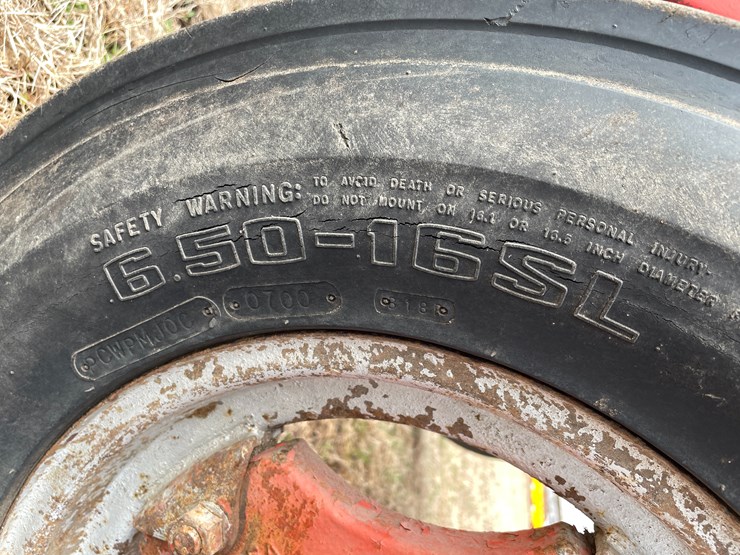 SAFETY WARNING: TO AVOID DEATH OR SERIOUS PERSONAL INJURY-
DO NOT MOUNT ON 16.1 OR 16.5 INCH DIAMETER
6.50-16SL
0700